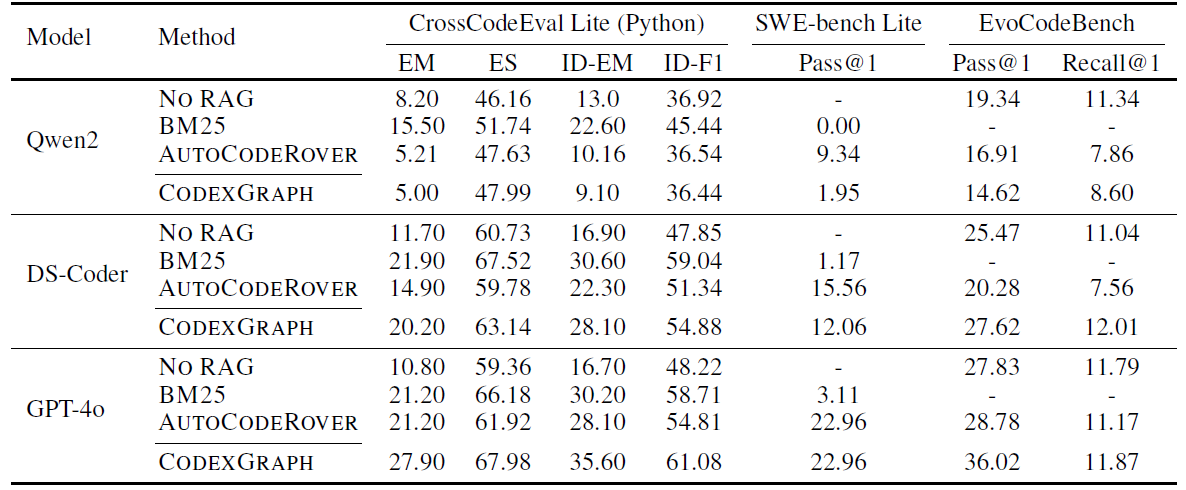 Model Method CrossCodeEval Lite (Python) SWE-bench Lite EvoCodeBench
EM ES ID-EM ID-F1 Pass@1 Pass@1 Recall@1
NO RAG 8.20 46.16 13.0 36.92 - 19.34 11.34
BM25 15.50 51.74 22.60 45.44 0.00 - -
Qwen2
AUTOCODEROVER 5.21 47.63 10.16 36.54 9.34 16.91 7.86
CODEXGRAPH 5.00 47.99 9.10 36.44 1.95 14.62 8.60
NO RAG 11.70 60.73 16.90 47.85 - 25.47 11.04
BM25 21.90 67.52 30.60 59.04 1.17 - -
DS-Coder
AUTOCODEROVER 14.90 59.78 22.30 51.34 15.56 20.28 7.56
CODEXGRAPH 20.20 63.14 28.10 54.88 12.06 27.62 12.01
NO RAG 10.80 59.36 16.70 48.22 - 27.83 11.79
BM25 21.20 66.18 30.20 58.71 3.11 - -
GPT-4o
AUTOCODEROVER 21.20 61.92 28.10 54.81 22.96 28.78 11.17
CODEXGRAPH 27.90 67.98 35.60 61.08 22.96 36.02 11.87